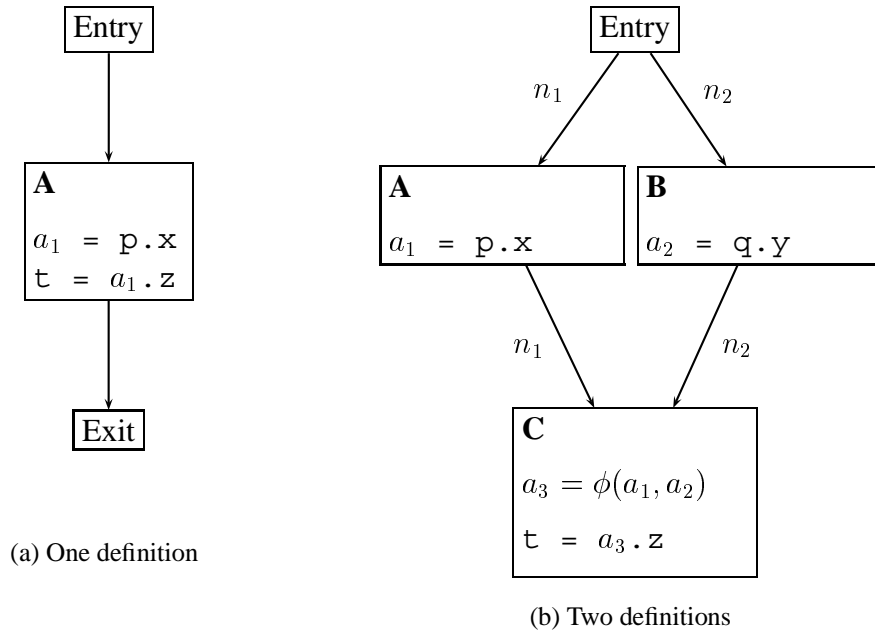 Entry
A
a₁ = p.x
t = a₁.z
Exit
(a) One definition
Entry
n₁ n₂
A
a₁ = p.x
B
a₂ = q.y
n₁ n₂
C
a₃ = ϕ(a₁, a₂)
t = a₃.z
(b) Two definitions